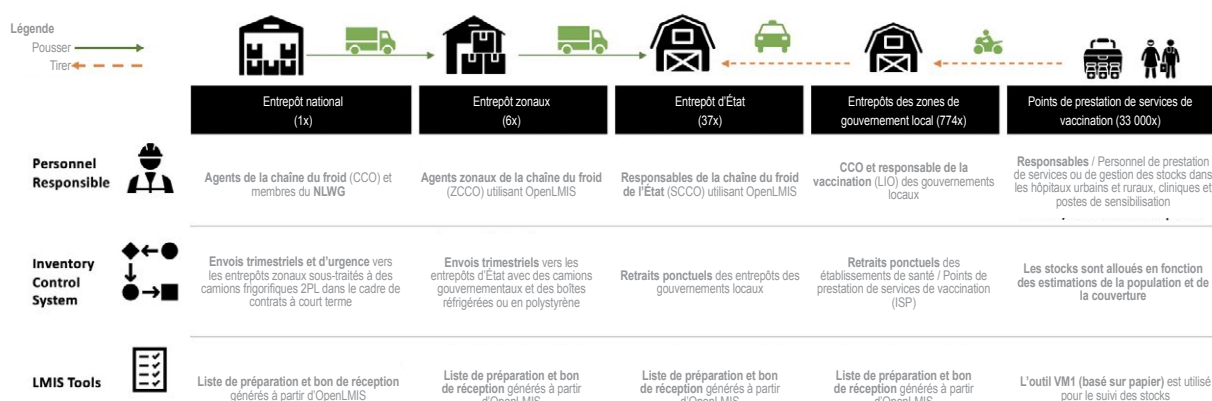 Légende
Pousser
Tirer
Entrepôt national
(1x)
Entrepôt zonaux
(6x)
Entrepôt d'État
(37x)
Entrepôts des zones de
gouvernement local (774x)
Points de prestation de services de
vaccination (33 000x)
Personnel
Responsible
Agents de la chaîne du froid (CCO) et
membres du NLWG
Agents zonaux de la chaîne du froid
(ZCCO) utilisant OpenLMIS
Responsables de la chaîne du froid
de l'État (SCCO) utilisant OpenLMIS
CCO et responsable de la
vaccination (LIO) des gouvernements
locaux
Responsables / Personnel de prestation
de services ou de gestion des stocks dans
les hôpitaux urbains et ruraux, cliniques et
postes de sensibilisation
Inventory
Control
System
Envois trimestriels et d'urgence vers
les entrepôts zonaux sous-traités à des
camions frigorifiques 2PL dans le cadre de
contrats à court terme
Envois trimestriels vers les
entrepôts d'État avec des camions
gouvernementaux et des boîtes
réfrigérées ou en polystyrène
Retraits ponctuels des entrepôts des
gouvernements locaux
Retraits ponctuels des
établissements de santé / Points de
prestation de services de vaccination
(ISP)
Les stocks sont alloués en fonction
des estimations de la population et de
la couverture
LMIS Tools
Liste de préparation et bon de réception
générés à partir d'OpenLMIS
Liste de préparation et bon
de réception générés à partir
d'OpenLMIS
Liste de préparation et bon
de réception générés à partir
d'OpenLMIS
Liste de préparation et bon
de réception générés à partir
d'OpenLMIS
L'outil VM1 (basé sur papier) est utilisé
pour le suivi des stocks